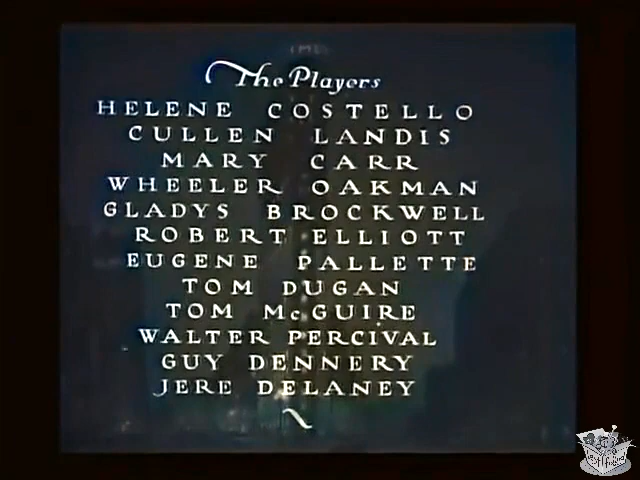 The Players
HELENE COSTELLO
CULLEN LANDIS
MARY CARR
WHEELER OAKMAN
GLADYS BROCKWELL
ROBERT ELLIOTT
EUGENE PALLETTE
TOM DUGAN
TOM McGUIRE
WALTER PERCIVAL
GUY DENNERY
JERE DELANEY